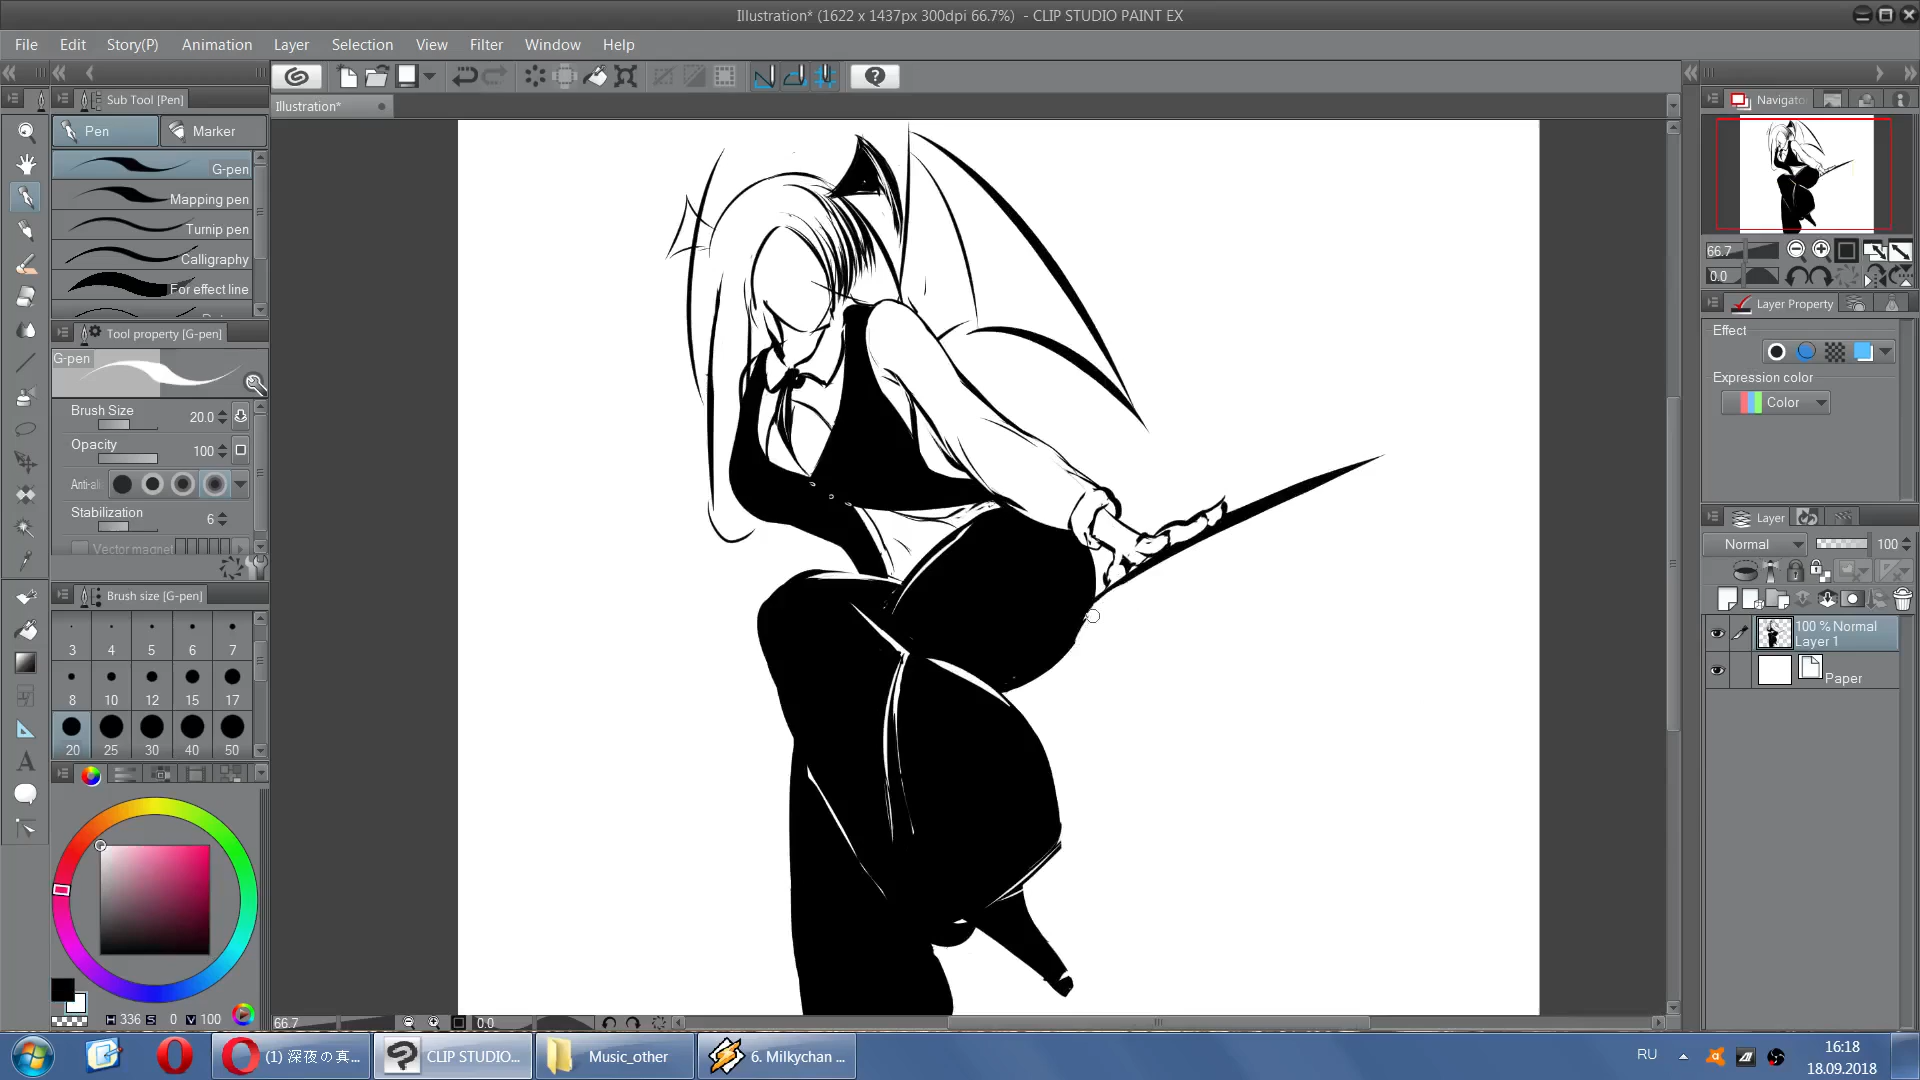 Illustration* (1622 x 1437px 300dpi 66.7%)  - CLIP STUDIO PAINT EX
File Edit Story(P) Animation Layer Selection View Filter Window Help
Sub Tool [Pen]
Illustration*
Pen Marker
G-pen
Mapping pen
Turnip pen
Calligraphy
For effect line
Tool property [G-pen]
G-pen
Brush Size 20.0
Opacity 100
Anti-ali
Stabilization 6
Vector magnet
Brush size [G-pen]
3 4 5 6 7
8 10 12 15 17
20 25 30 40 50
H 336 S 0 V 100
66.7 0.0
Navigato
66.7
0.0
Layer Property
Effect
Expression color
Color
Layer
Normal 100
100 % Normal
Layer 1
Paper
(1) 深夜の真...
CLIP STUDIO...
Music_other
6. Milkychan ...
RU
16:18
18.09.2018